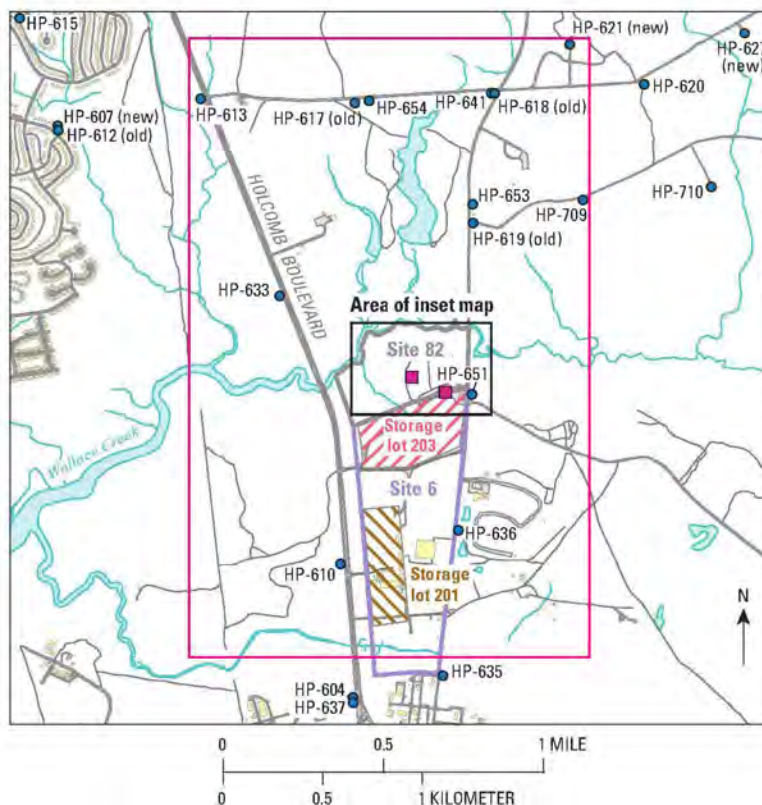 HP-615
HP-621 (new)
HP-627
(new)
HP-607 (new)
HP-612 (old)
HP-613
HP-617 (old)
HP-654
HP-641
HP-618 (old)
HP-620
HP-653
HP-619 (old)
HP-709
HP-710
HOLCOMB BOULEVARD
HP-633
Area of inset map
Site 82
HP-651
Wallace Creek
Storage
lot 203
Site 6
HP-636
HP-610
Storage
lot 201
N
HP-635
HP-604
HP-637
0 0.5 1 MILE
0 0.5 1 KILOMETER